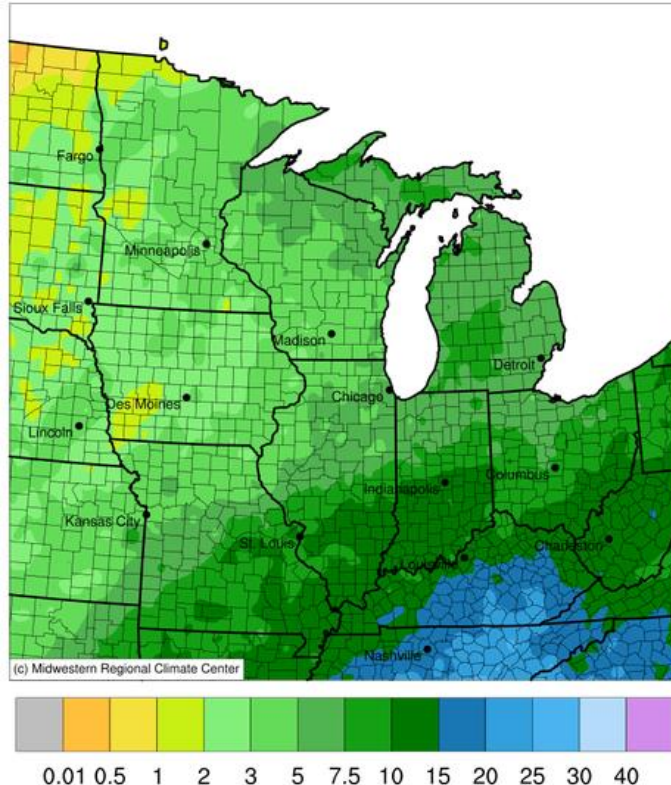 Fargo
Minneapolis
Sioux Falls
Madison
Detroit
Chicago
Des Moines
Lincoln
Columbus
Indianapolis
Kansas City
St. Louis
Charleston
Louisville
Nashville
(c) Midwestern Regional Climate Center
0.01 0.5 1 2 3 5 7.5 10 15 20 25 30 40